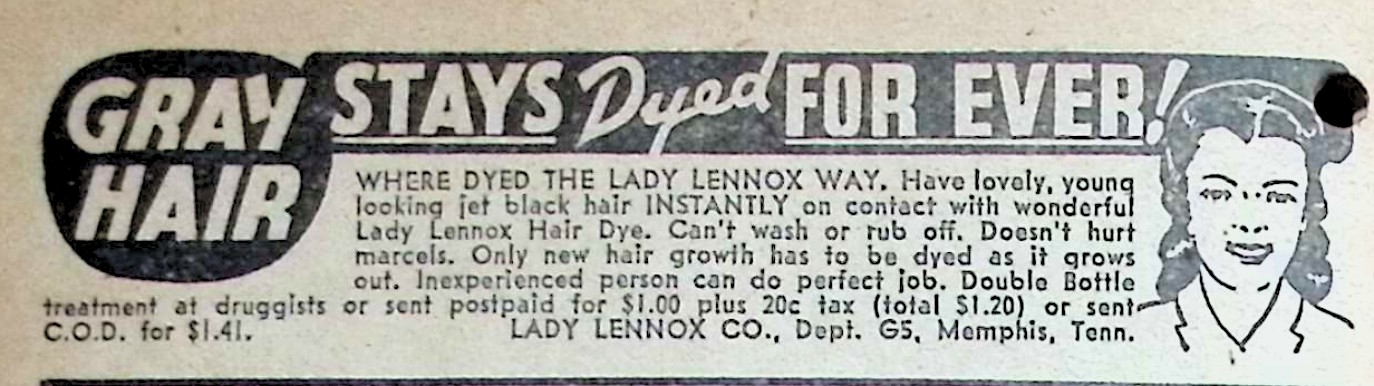 GRAY HAIR STAYS Dyed FOR EVER!
WHERE DYED THE LADY LENNOX WAY. Have lovely, young
looking jet black hair INSTANTLY on contact with wonderful
Lady Lennox Hair Dye. Can't wash or rub off. Doesn't hurt
marcels. Only new hair growth has to be dyed as it grows
out. Inexperienced person can do perfect job. Double Bottle
treatment at druggists or sent postpaid for $1.00 plus 20c tax (total $1.20) or sent
C.O.D. for $1.41. LADY LENNOX CO., Dept. G5, Memphis, Tenn.